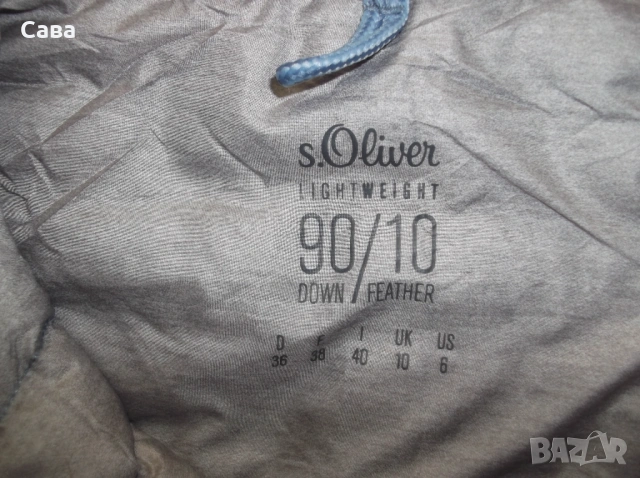 Сава
s.Oliver
LIGHTWEIGHT
90/10
DOWN FEATHER
D F I UK US
36 38 40 10 6
BAZAR